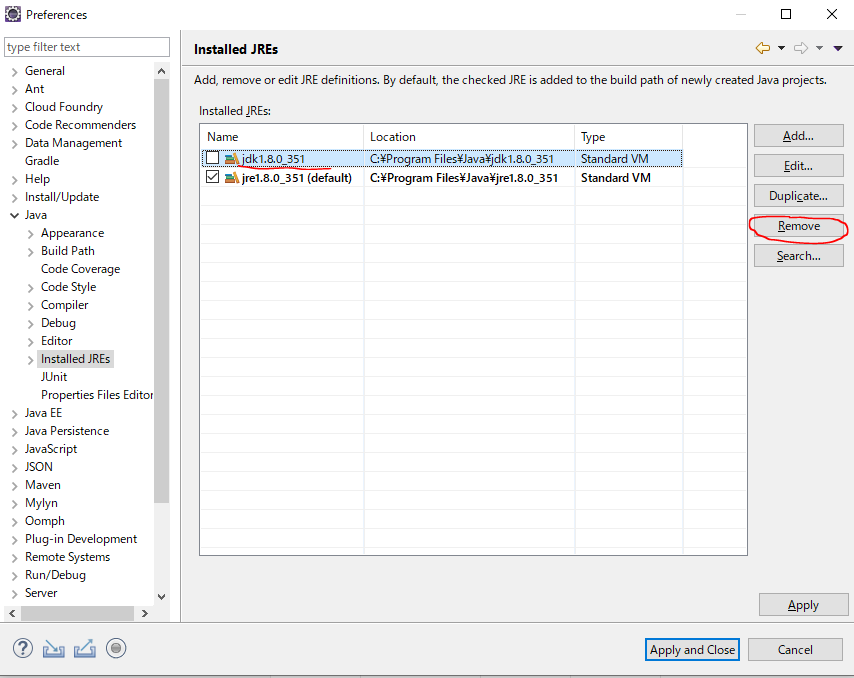 Preferences
type filter text
Installed JREs
General
Ant
Cloud Foundry
Code Recommenders
Data Management
Gradle
Help
Install/Update
Java
Appearance
Build Path
Code Coverage
Code Style
Compiler
Debug
Editor
Installed JREs
JUnit
Properties Files Editor
Java EE
Java Persistence
JavaScript
JSON
Maven
Mylyn
Oomph
Plug-in Development
Remote Systems
Run/Debug
Server
Add, remove or edit JRE definitions. By default, the checked JRE is added to the build path of newly created Java projects.
Installed JREs:
Name Location Type
jdk1.8.0_351 C:¥Program Files¥Java¥jdk1.8.0_351 Standard VM
jre1.8.0_351 (default) C:¥Program Files¥Java¥jre1.8.0_351 Standard VM
Add...
Edit...
Duplicate...
Remove
Search...
Apply
?
Apply and Close Cancel